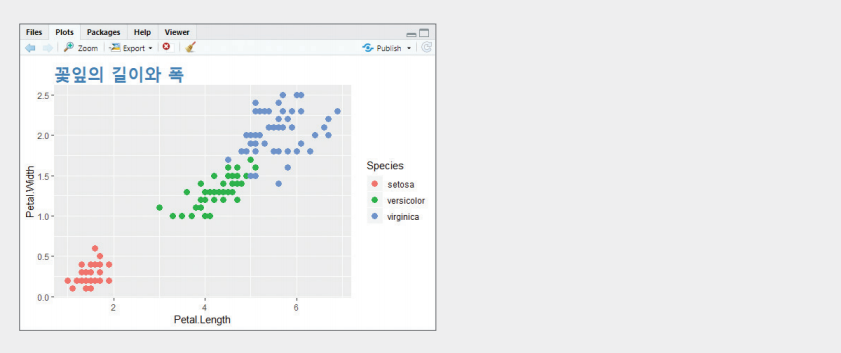 Files Plots Packages Help Viewer
Zoom Export Publish
꽃잎의 길이와 폭
2.5
2.0
1.5
1.0
0.5
0.0
Petal.Width
2 4 6
Petal.Length
Species
setosa
versicolor
virginica